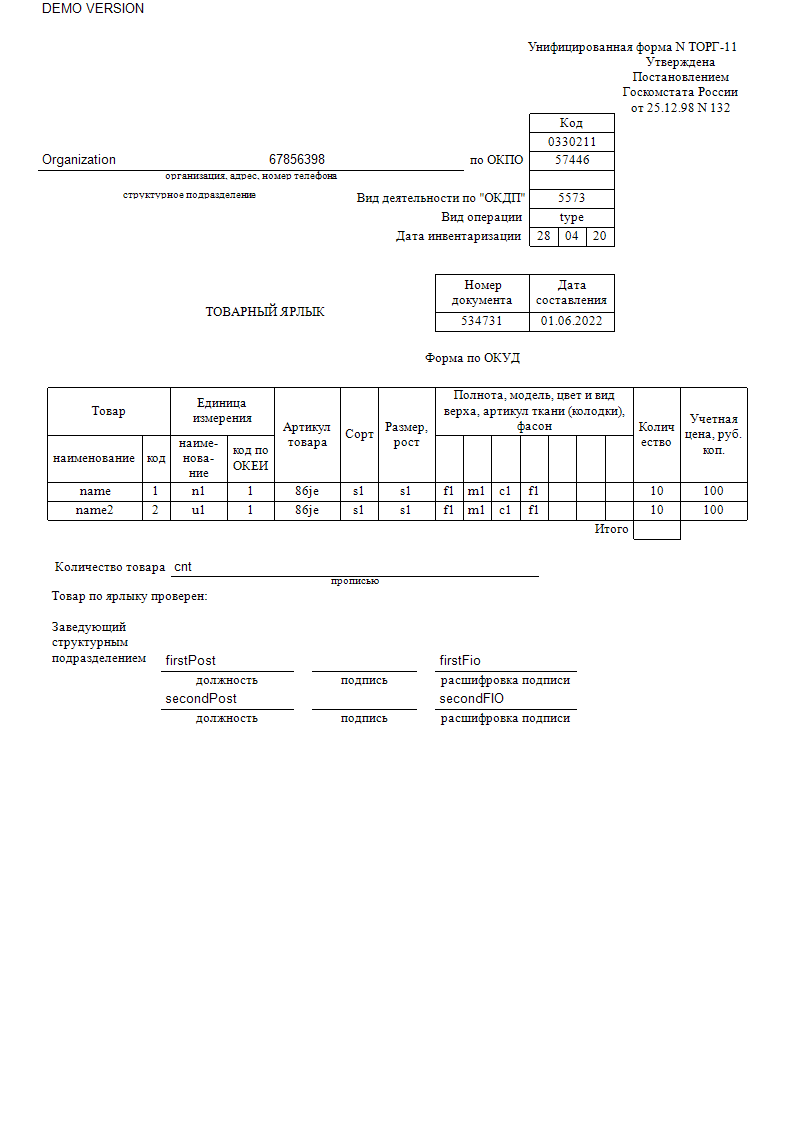 DEMO VERSION
Унифицированная форма N ТОРГ-11
Утверждена
Постановлением
Госкомстата России
от 25.12.98 N 132
Код
0330211
Organization 67856398 по ОКПО 57446
организация, адрес, номер телефона
структурное подразделение
Вид деятельности по "ОКДП" 5573
Вид операции type
Дата инвентаризации 28 04 20
Номер документа Дата составления
ТОВАРНЫЙ ЯРЛЫК
534731 01.06.2022
Форма по ОКУД
Товар Единица измерения Артикул товара Сорт Размер, рост Полнота, модель, цвет и вид верха, артикул ткани (колодки), фасон Количество Учетная цена, руб. коп.
наименование код наиме-нова-ние код по ОКЕИ
name 1 n1 1 86je s1 s1 f1 m1 c1 f1 10 100
name2 2 u1 1 86je s1 s1 f1 m1 c1 f1 10 100
Итого
Количество товара cnt
прописью
Товар по ярлыку проверен:
Заведующий
структурным
подразделением firstPost firstFio
должность подпись расшифровка подписи
secondPost secondFIO
должность подпись расшифровка подписи